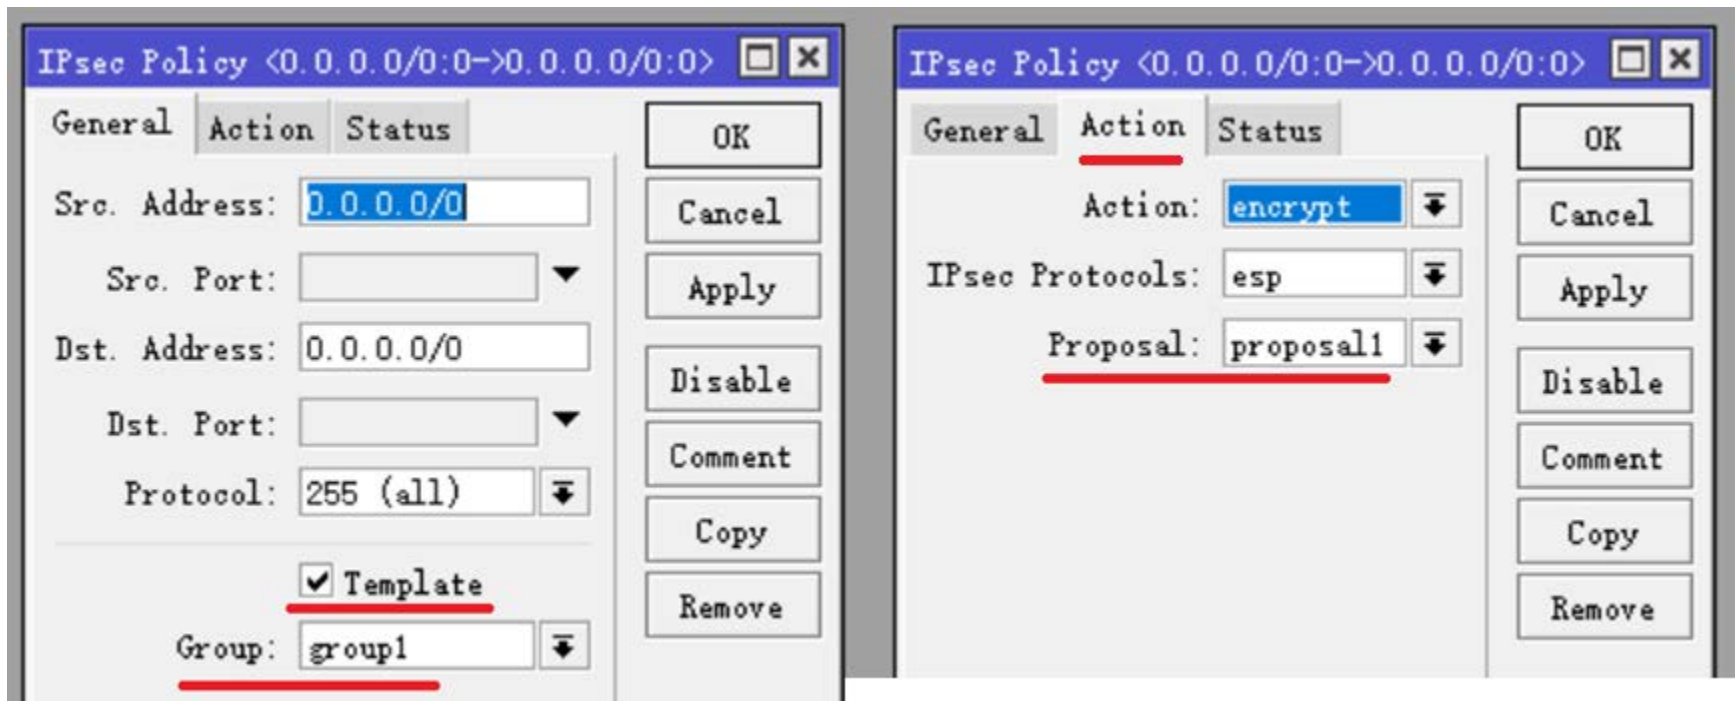 IPsec Policy <0.0.0.0/0:0->0.0.0.0/0:0>
General Action Status
Src. Address: 0.0.0.0/0
Src. Port:
Dst. Address: 0.0.0.0/0
Dst. Port:
Protocol: 255 (all)
Template
Group: group1
OK
Cancel
Apply
Disable
Comment
Copy
Remove
IPsec Policy <0.0.0.0/0:0->0.0.0.0/0:0>
General Action Status
Action: encrypt
IPsec Protocols: esp
Proposal: proposal1
OK
Cancel
Apply
Disable
Comment
Copy
Remove